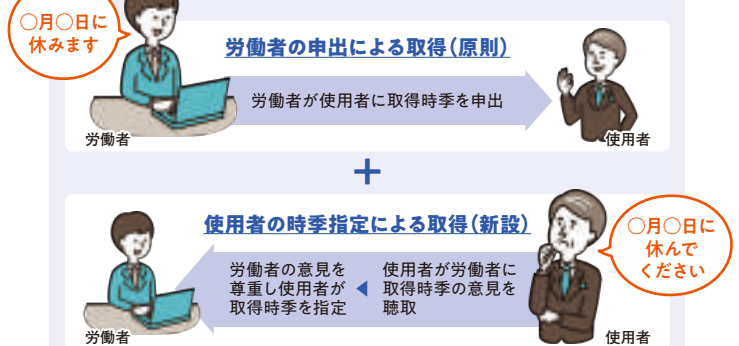 ○月○日に
休みます
労働者の申出による取得（原則）
労働者が使用者に取得時季を申出
労働者
使用者
+
使用者の時季指定による取得（新設）
○月○日に
休んで
ください
使用者が労働者に
取得時季の意見を
聴取
◀
労働者の意見を
尊重し使用者が
取得時季を指定
労働者
使用者